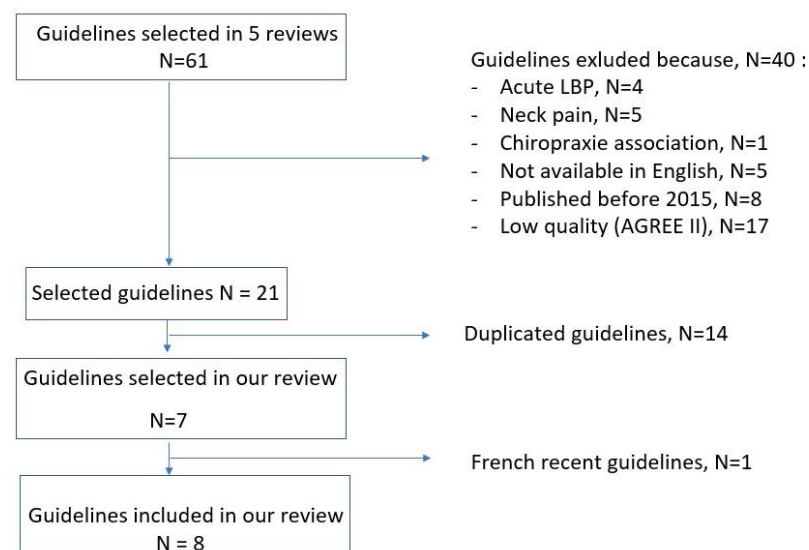 Guidelines selected in 5 reviews
N=61
Guidelines exluded because, N=40 :
- Acute LBP, N=4
- Neck pain, N=5
- Chiropraxie association, N=1
- Not available in English, N=5
- Published before 2015, N=8
- Low quality (AGREE II), N=17
Selected guidelines N = 21
Duplicated guidelines, N=14
Guidelines selected in our review
N=7
French recent guidelines, N=1
Guidelines included in our review
N = 8